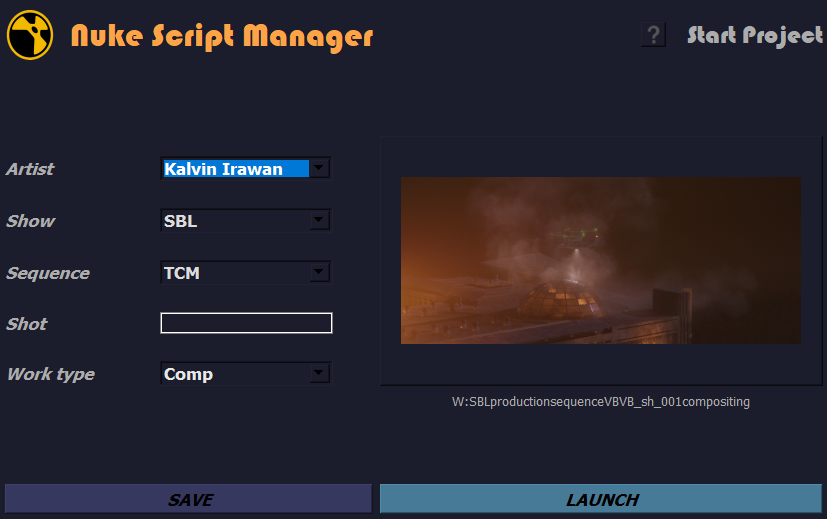 Nuke Script Manager
?
Start Project
Artist
Kalvin Irawan
Show
SBL
Sequence
TCM
Shot
Work type
Comp
W:SBLproductionsequenceVBVB_sh_001compositing
SAVE
LAUNCH